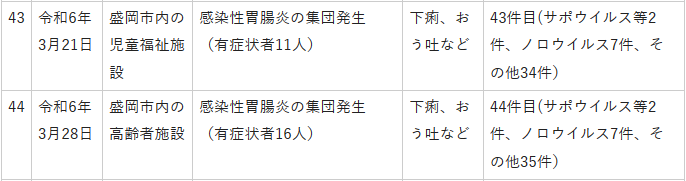 43 令和6年 盛岡市内の 感染性胃腸炎の集団発生 下痢、お 43件目(サポウイルス等2
3月21日 児童福祉施 （有症状者11人） う吐など 件、ノロウイルス7件、そ
設 の他34件)
44 令和6年 盛岡市内の 感染性胃腸炎の集団発生 下痢、お 44件目(サポウイルス等2
3月28日 高齢者施設 （有症状者16人） う吐など 件、ノロウイルス7件、そ
の他35件)